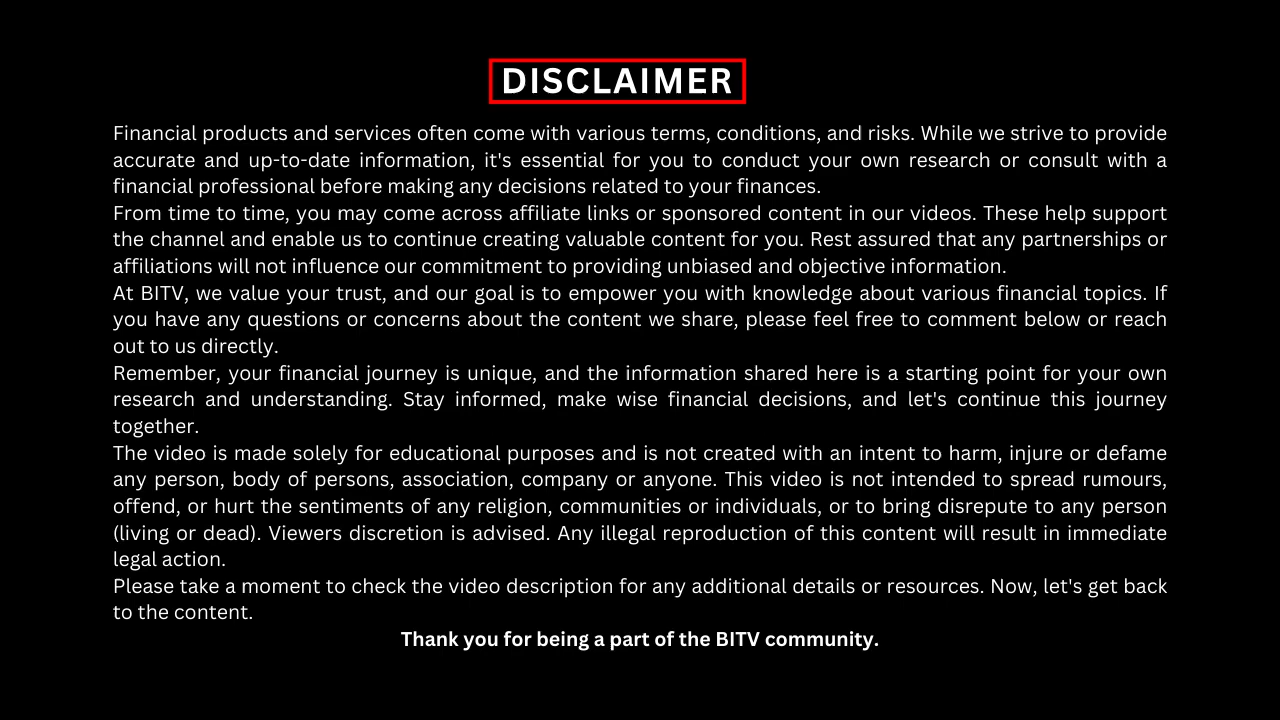 DISCLAIMER
Financial products and services often come with various terms, conditions, and risks. While we strive to provide
accurate and up-to-date information, it's essential for you to conduct your own research or consult with a
financial professional before making any decisions related to your finances.
From time to time, you may come across affiliate links or sponsored content in our videos. These help support
the channel and enable us to continue creating valuable content for you. Rest assured that any partnerships or
affiliations will not influence our commitment to providing unbiased and objective information.
At BITV, we value your trust, and our goal is to empower you with knowledge about various financial topics. If
you have any questions or concerns about the content we share, please feel free to comment below or reach
out to us directly.
Remember, your financial journey is unique, and the information shared here is a starting point for your own
research and understanding. Stay informed, make wise financial decisions, and let's continue this journey
together.
The video is made solely for educational purposes and is not created with an intent to harm, injure or defame
any person, body of persons, association, company or anyone. This video is not intended to spread rumours,
offend, or hurt the sentiments of any religion, communities or individuals, or to bring disrepute to any person
(living or dead). Viewers discretion is advised. Any illegal reproduction of this content will result in immediate
legal action.
Please take a moment to check the video description for any additional details or resources. Now, let's get back
to the content.
Thank you for being a part of the BITV community.